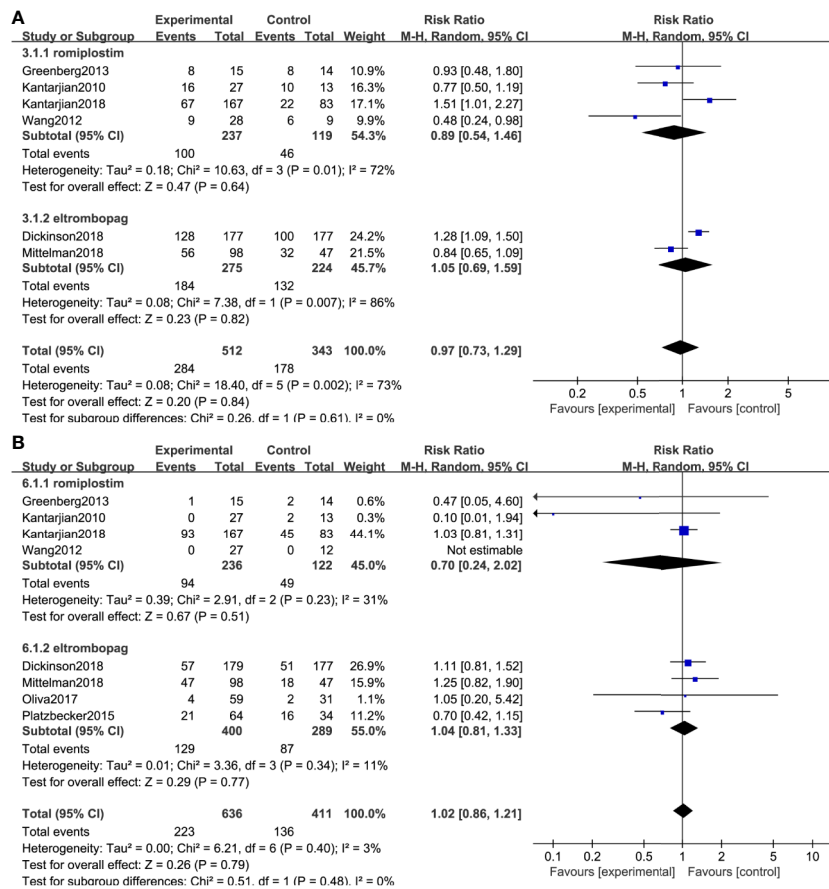 A
Experimental Control Risk Ratio Risk Ratio
Study or Subgroup Events Total Events Total Weight M-H, Random, 95% CI M-H, Random, 95% CI
3.1.1 romiplostim
Greenberg2013 8 15 8 14 10.9% 0.93 [0.48, 1.80]
Kantarjian2010 16 27 10 13 16.3% 0.77 [0.50, 1.19]
Kantarjian2018 67 167 22 83 17.1% 1.51 [1.01, 2.27]
Wang2012 9 28 6 9 9.9% 0.48 [0.24, 0.98]
Subtotal (95% CI) 237 119 54.3% 0.89 [0.54, 1.46]
Total events 100 46
Heterogeneity: Tau² = 0.18; Chi² = 10.63, df = 3 (P = 0.01); I² = 72%
Test for overall effect: Z = 0.47 (P = 0.64)
3.1.2 eltrombopag
Dickinson2018 128 177 100 177 24.2% 1.28 [1.09, 1.50]
Mittelman2018 56 98 32 47 21.5% 0.84 [0.65, 1.09]
Subtotal (95% CI) 275 224 45.7% 1.05 [0.69, 1.59]
Total events 184 132
Heterogeneity: Tau² = 0.08; Chi² = 7.38, df = 1 (P = 0.007); I² = 86%
Test for overall effect: Z = 0.23 (P = 0.82)
Total (95% CI) 512 343 100.0% 0.97 [0.73, 1.29]
Total events 284 178
Heterogeneity: Tau² = 0.08; Chi² = 18.40, df = 5 (P = 0.002); I² = 73%
Test for overall effect: Z = 0.20 (P = 0.84)
Test for subgroup differences: Chi² = 0.26, df = 1 (P = 0.61), I² = 0%
0.2 0.5 1 2 5
Favours [experimental] Favours [control]
B
Experimental Control Risk Ratio Risk Ratio
Study or Subgroup Events Total Events Total Weight M-H, Random, 95% CI M-H, Random, 95% CI
6.1.1 romiplostim
Greenberg2013 1 15 2 14 0.6% 0.47 [0.05, 4.60]
Kantarjian2010 0 27 2 13 0.3% 0.10 [0.01, 1.94]
Kantarjian2018 93 167 45 83 44.1% 1.03 [0.81, 1.31]
Wang2012 0 27 0 12 Not estimable
Subtotal (95% CI) 236 122 45.0% 0.70 [0.24, 2.02]
Total events 94 49
Heterogeneity: Tau² = 0.39; Chi² = 2.91, df = 2 (P = 0.23); I² = 31%
Test for overall effect: Z = 0.67 (P = 0.51)
6.1.2 eltrombopag
Dickinson2018 57 179 51 177 26.9% 1.11 [0.81, 1.52]
Mittelman2018 47 98 18 47 15.9% 1.25 [0.82, 1.90]
Oliva2017 4 59 2 31 1.1% 1.05 [0.20, 5.42]
Platzbecker2015 21 64 16 34 11.2% 0.70 [0.42, 1.15]
Subtotal (95% CI) 400 289 55.0% 1.04 [0.81, 1.33]
Total events 129 87
Heterogeneity: Tau² = 0.01; Chi² = 3.36, df = 3 (P = 0.34); I² = 11%
Test for overall effect: Z = 0.29 (P = 0.77)
Total (95% CI) 636 411 100.0% 1.02 [0.86, 1.21]
Total events 223 136
Heterogeneity: Tau² = 0.00; Chi² = 6.21, df = 6 (P = 0.40); I² = 3%
Test for overall effect: Z = 0.26 (P = 0.79)
Test for subgroup differences: Chi² = 0.51, df = 1 (P = 0.48), I² = 0%
0.1 0.2 0.5 1 2 5 10
Favours [experimental] Favours [control]